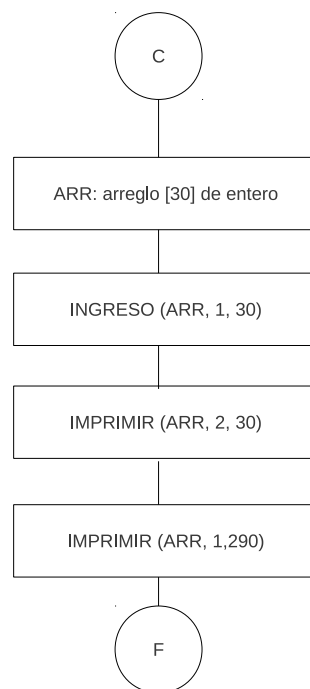 C
ARR: arreglo [30] de entero
INGRESO (ARR, 1, 30)
IMPRIMIR (ARR, 2, 30)
IMPRIMIR (ARR, 1,290)
F